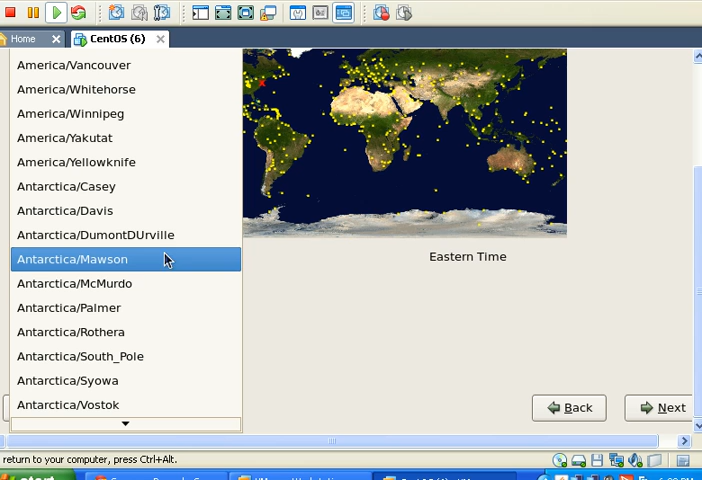 Home
CentOS (6)
America/Vancouver
America/Whitehorse
America/Winnipeg
America/Yakutat
America/Yellowknife
Antarctica/Casey
Antarctica/Davis
Antarctica/DumontDUrville
Antarctica/Mawson
Antarctica/McMurdo
Antarctica/Palmer
Antarctica/Rothera
Antarctica/South_Pole
Antarctica/Syowa
Antarctica/Vostok
Eastern Time
Back
Next
return to your computer, press Ctrl+Alt.